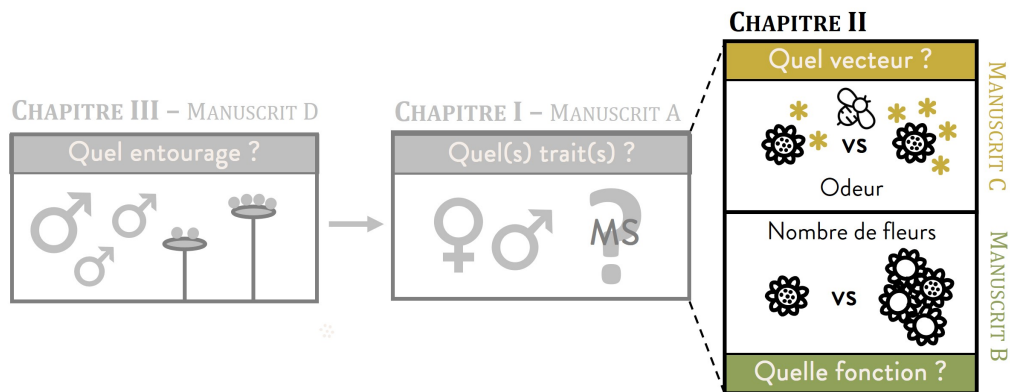 CHAPITRE III – MANUSCRIT D
Quel entourage ?
CHAPITRE I – MANUSCRIT A
Quel(s) trait(s) ?
?
MS
CHAPITRE II
Quel vecteur ?
vs
Odeur
Nombre de fleurs
vs
Quelle fonction ?
MANUSCRIT C
MANUSCRIT B